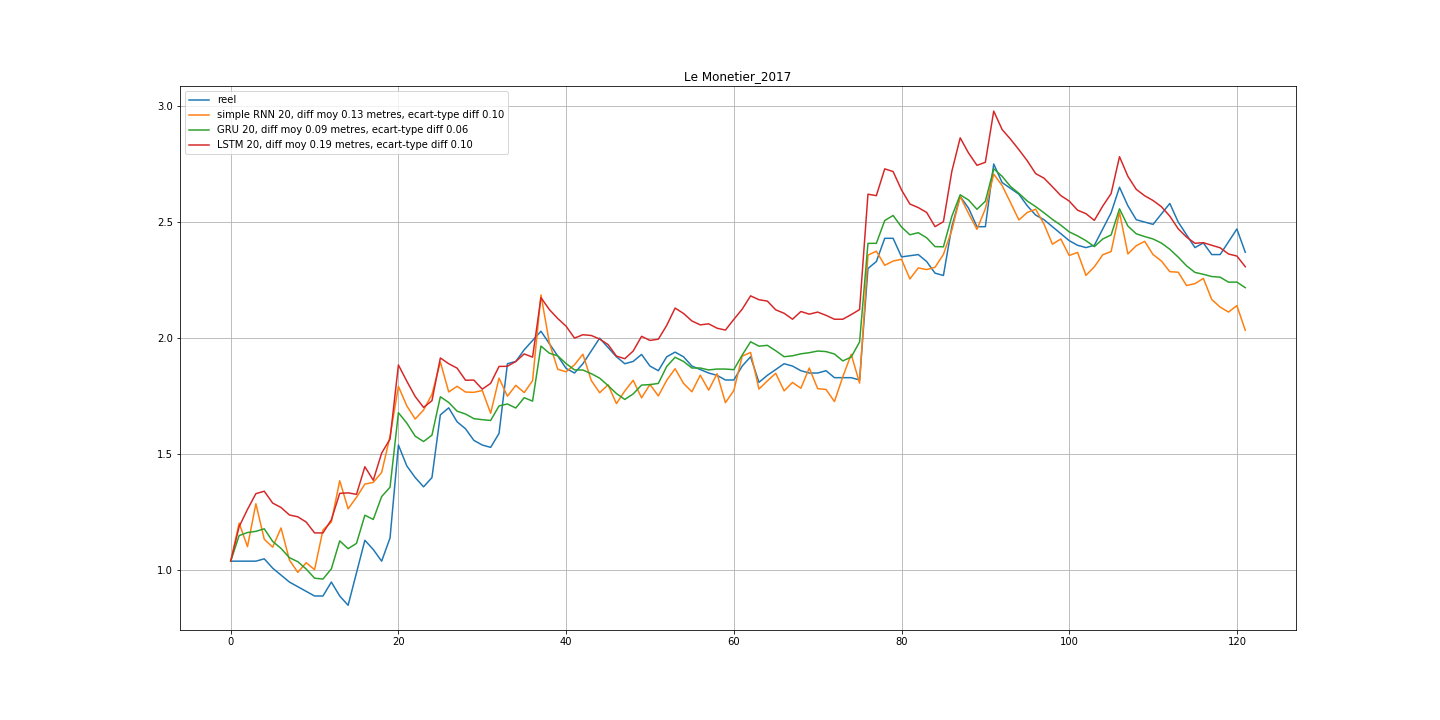 Le Monetier_2017
reel
simple RNN 20, diff moy 0.13 metres, ecart-type diff 0.10
GRU 20, diff moy 0.09 metres, ecart-type diff 0.06
LSTM 20, diff moy 0.19 metres, ecart-type diff 0.10
3.0
2.5
2.0
1.5
1.0
0 20 40 60 80 100 120